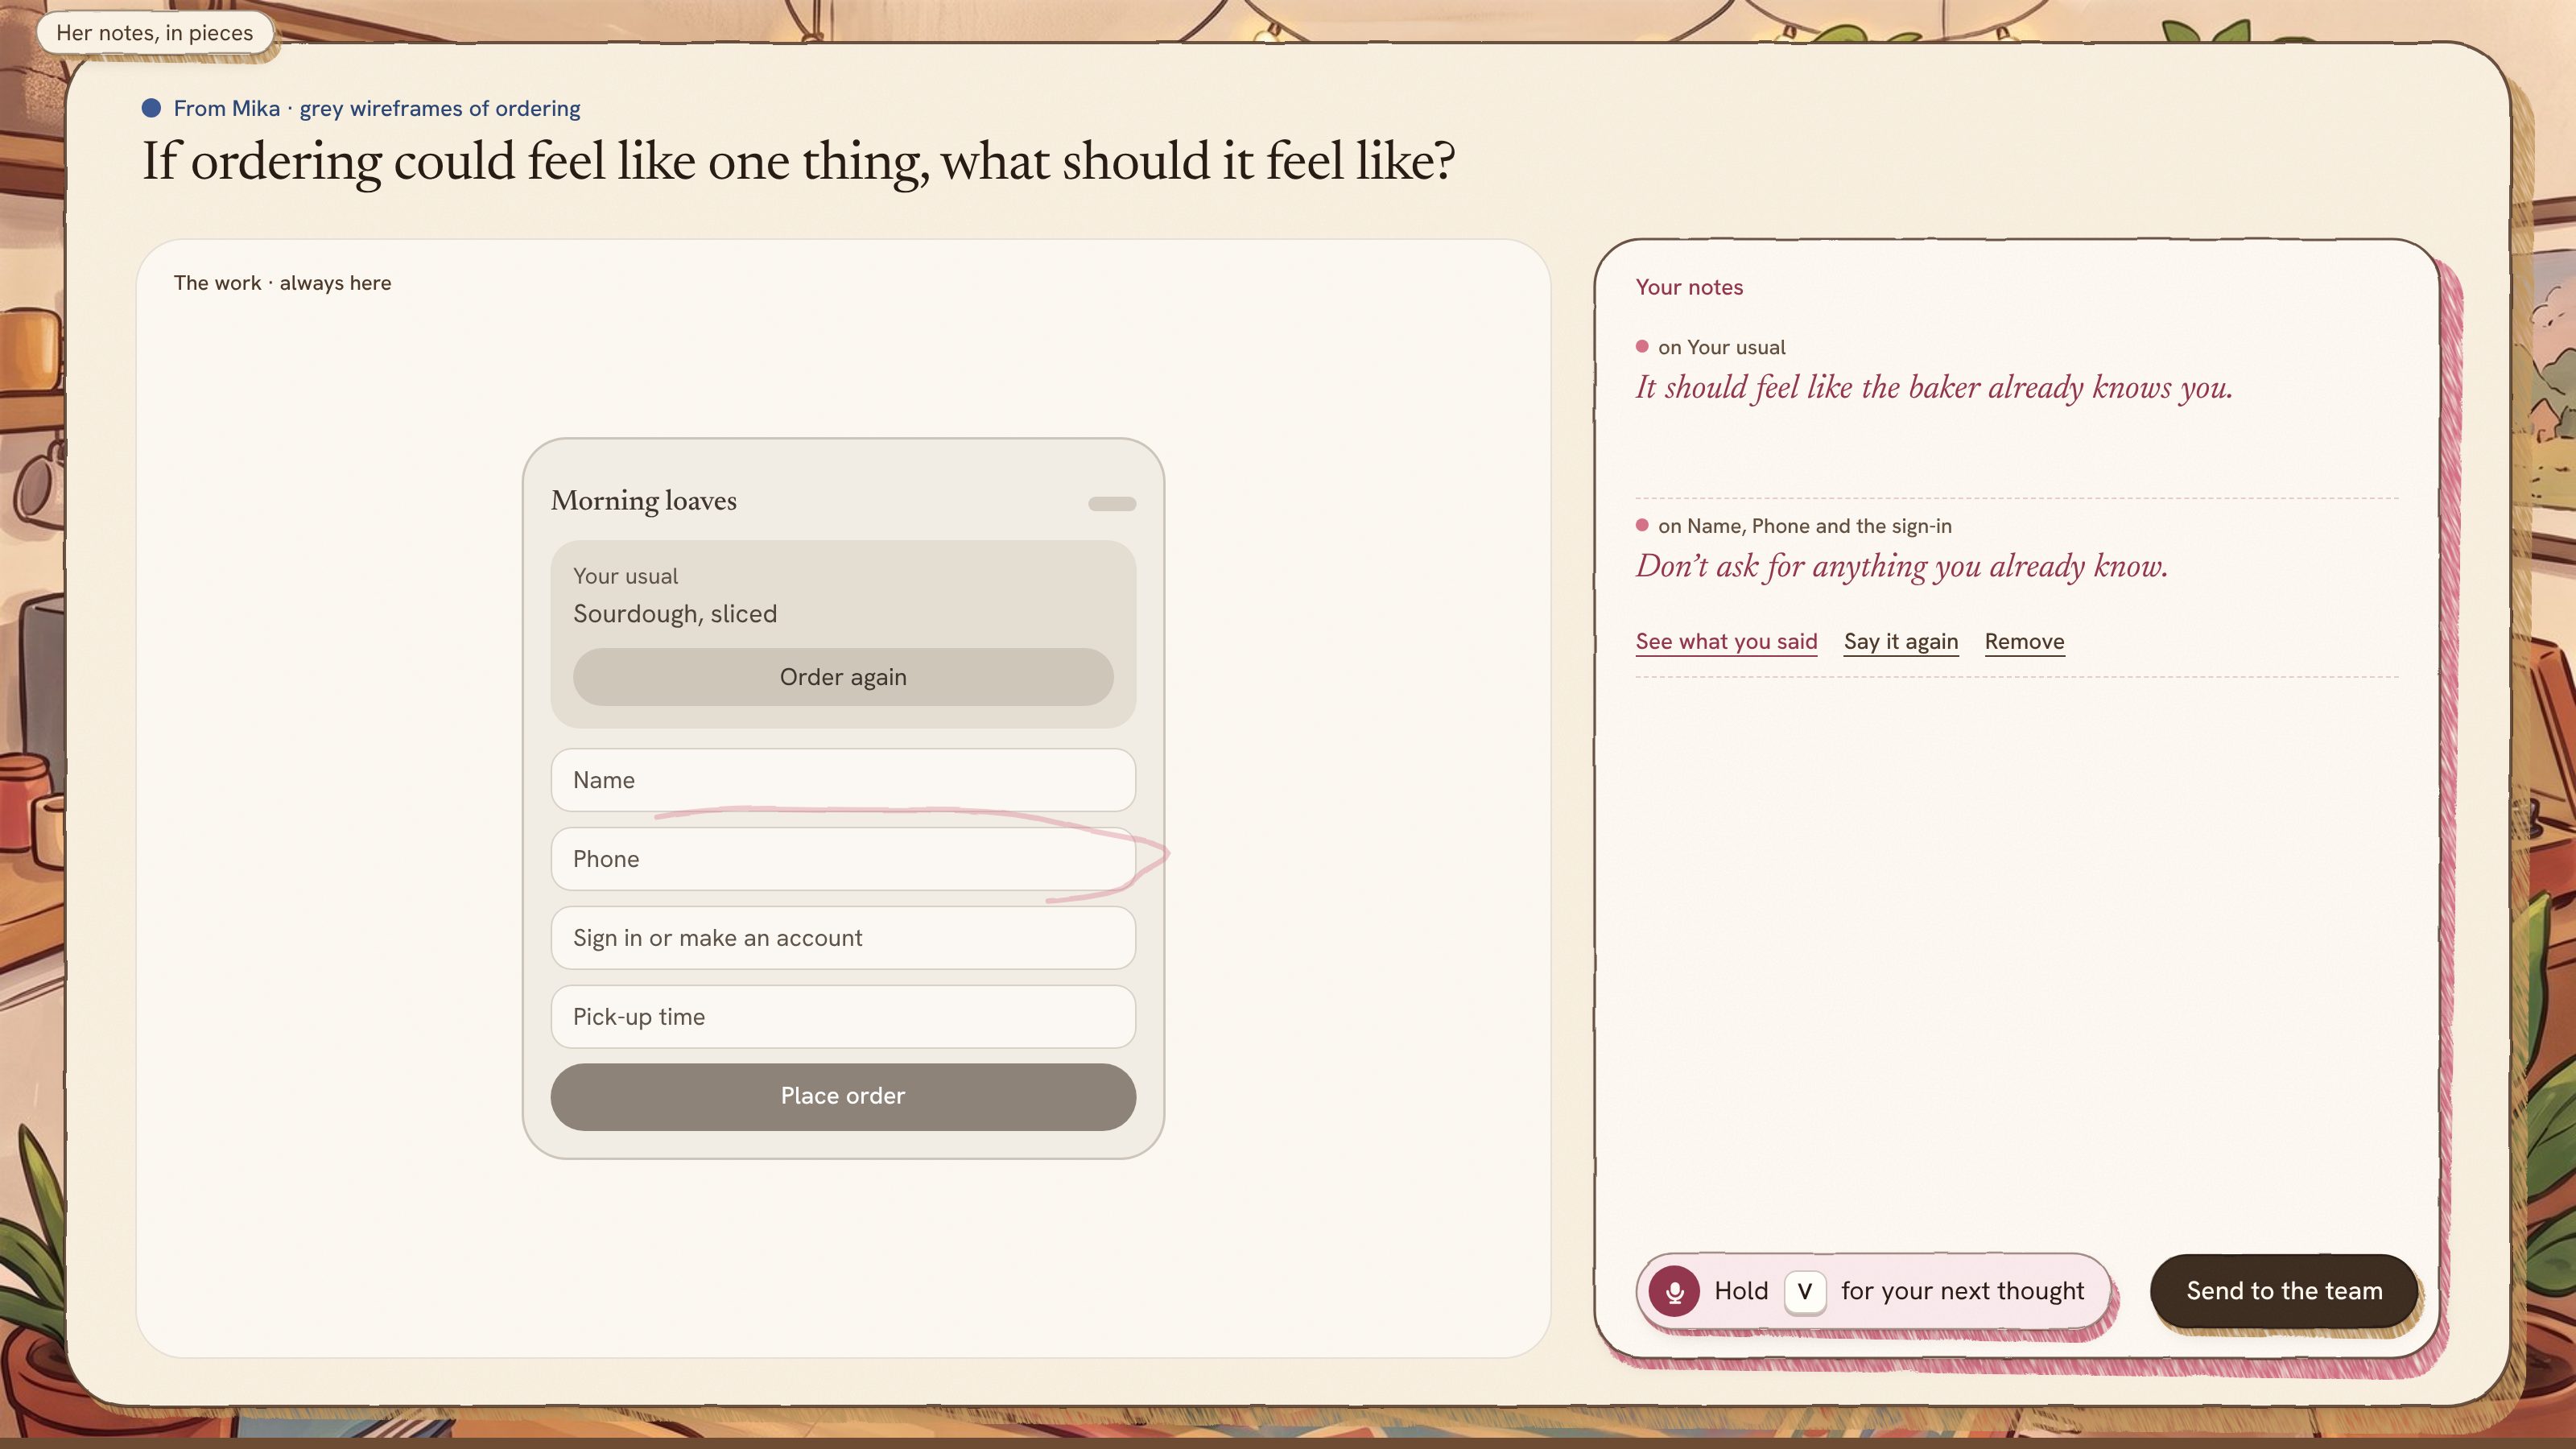 Her notes, in pieces
From Mika · grey wireframes of ordering
If ordering could feel like one thing, what should it feel like?
The work · always here
Morning loaves
Your usual
Sourdough, sliced
Order again
Name
Phone
Sign in or make an account
Pick-up time
Place order
Your notes
on Your usual
It should feel like the baker already knows you.
on Name, Phone and the sign-in
Don’t ask for anything you already know.
See what you said Say it again Remove
Hold V for your next thought
Send to the team